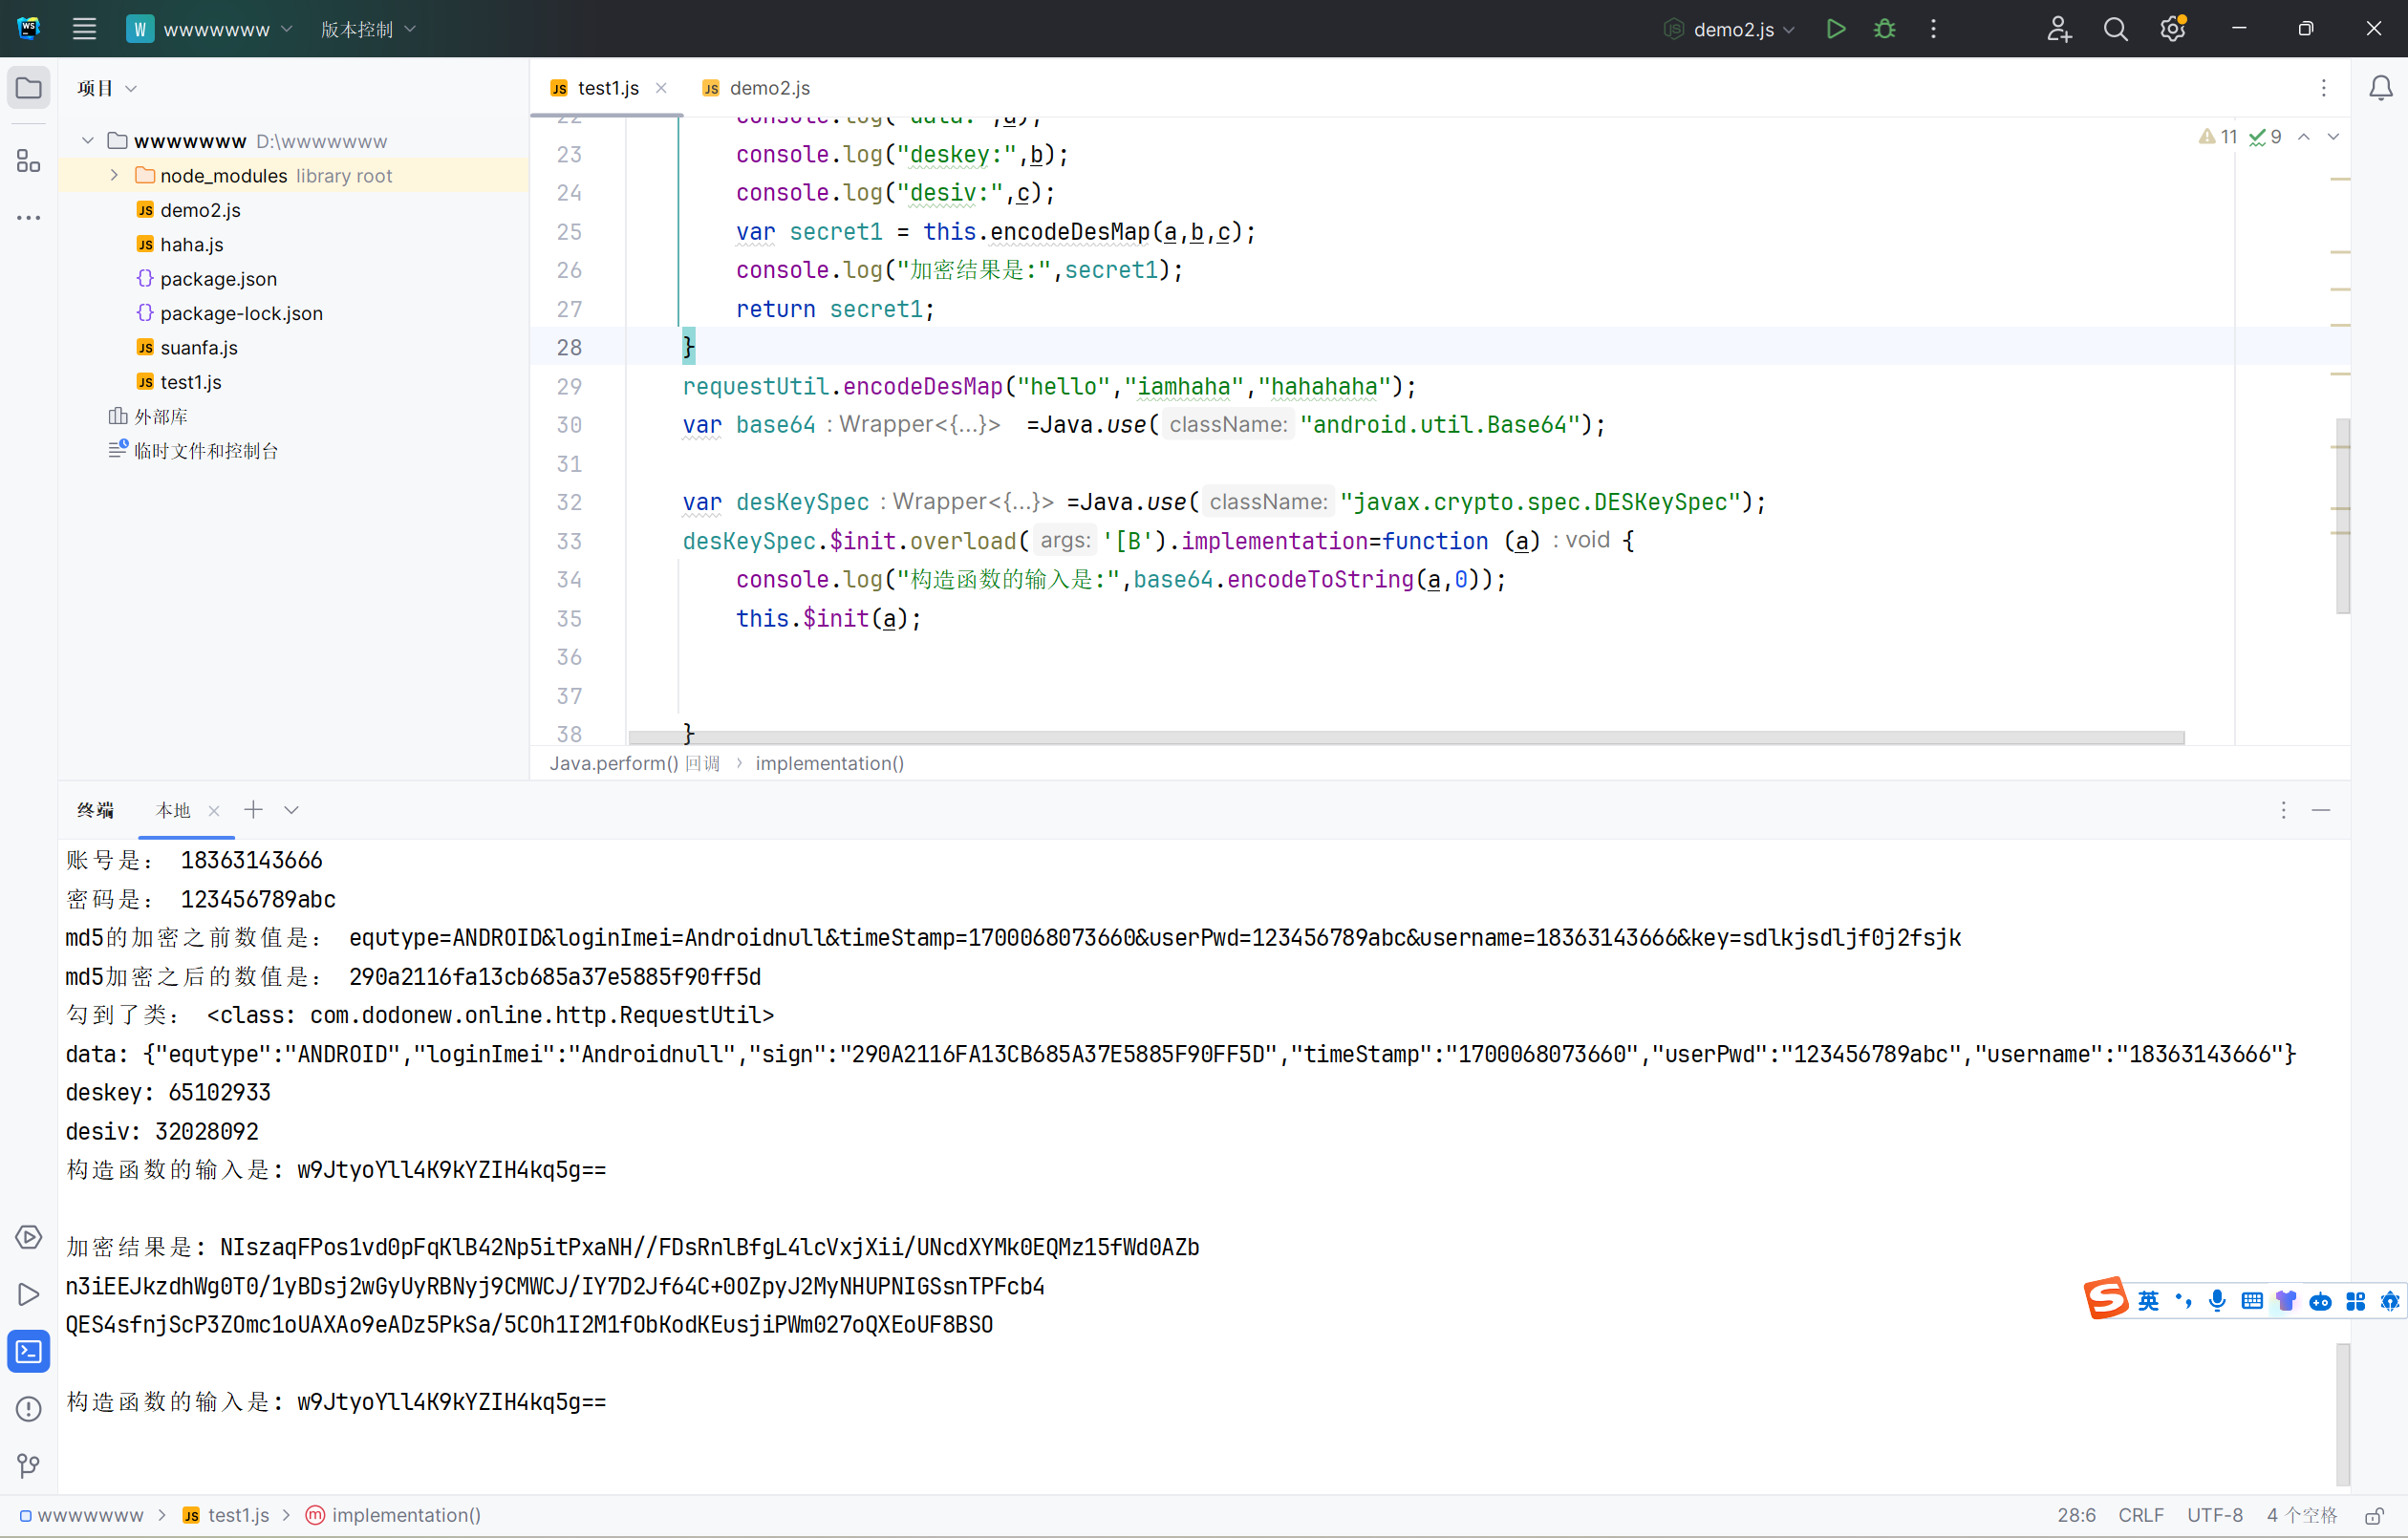 W wwwwwww 版本控制 demo2.js
项目
wwwwwww D:\wwwwwww
node_modules library root
demo2.js
haha.js
package.json
package-lock.json
suanfa.js
test1.js
外部库
临时文件和控制台
test1.js demo2.js
11 9
22 console.log("data:",a);
23 console.log("deskey:",b);
24 console.log("desiv:",c);
25 var secret1 = this.encodeDesMap(a,b,c);
26 console.log("加密结果是:",secret1);
27 return secret1;
28 }
29 requestUtil.encodeDesMap("hello","iamhaha","hahahaha");
30 var base64 : Wrapper<{...}> =Java.use( className: "android.util.Base64");
31
32 var desKeySpec : Wrapper<{...}> =Java.use( className: "javax.crypto.spec.DESKeySpec");
33 desKeySpec.$init.overload( args: '[B').implementation=function (a) : void {
34 console.log("构造函数的输入是:",base64.encodeToString(a,0));
35 this.$init(a);
36
37
38 }
Java.perform() 回调 › implementation()
终端 本地
账号是: 18363143666
密码是: 123456789abc
md5的加密之前数值是: equtype=ANDROID&loginImei=Androidnull&timeStamp=1700068073660&userPwd=123456789abc&username=18363143666&key=sdlkjsdljf0j2fsjk
md5加密之后的数值是: 290a2116fa13cb685a37e5885f90ff5d
勾到了类: <class: com.dodonew.online.http.RequestUtil>
data: {"equtype":"ANDROID","loginImei":"Androidnull","sign":"290A2116FA13CB685A37E5885F90FF5D","timeStamp":"1700068073660","userPwd":"123456789abc","username":"18363143666"}
deskey: 65102933
desiv: 32028092
构造函数的输入是: w9JtyoYll4K9kYZIH4kq5g==
加密结果是: NIszaqFPos1vd0pFqKlB42Np5itPxaNH//FDsRnlBfgL4lcVxjXii/UNcdXYMk0EQMz15fWd0AZb
n3iEEJkzdhWg0T0/1yBDsj2wGyUyRBNyj9CMWCJ/IY7D2Jf64C+0OZpyJ2MyNHUPNIGSsnTPFcb4
QES4sfnjScP3ZOmc1oUAXAo9eADz5PkSa/5COh1I2M1fObKodKEusjiPWm027oQXEoUF8BSO
构造函数的输入是: w9JtyoYll4K9kYZIH4kq5g==
英
wwwwwww › test1.js › implementation() 28:6 CRLF UTF-8 4 个空格